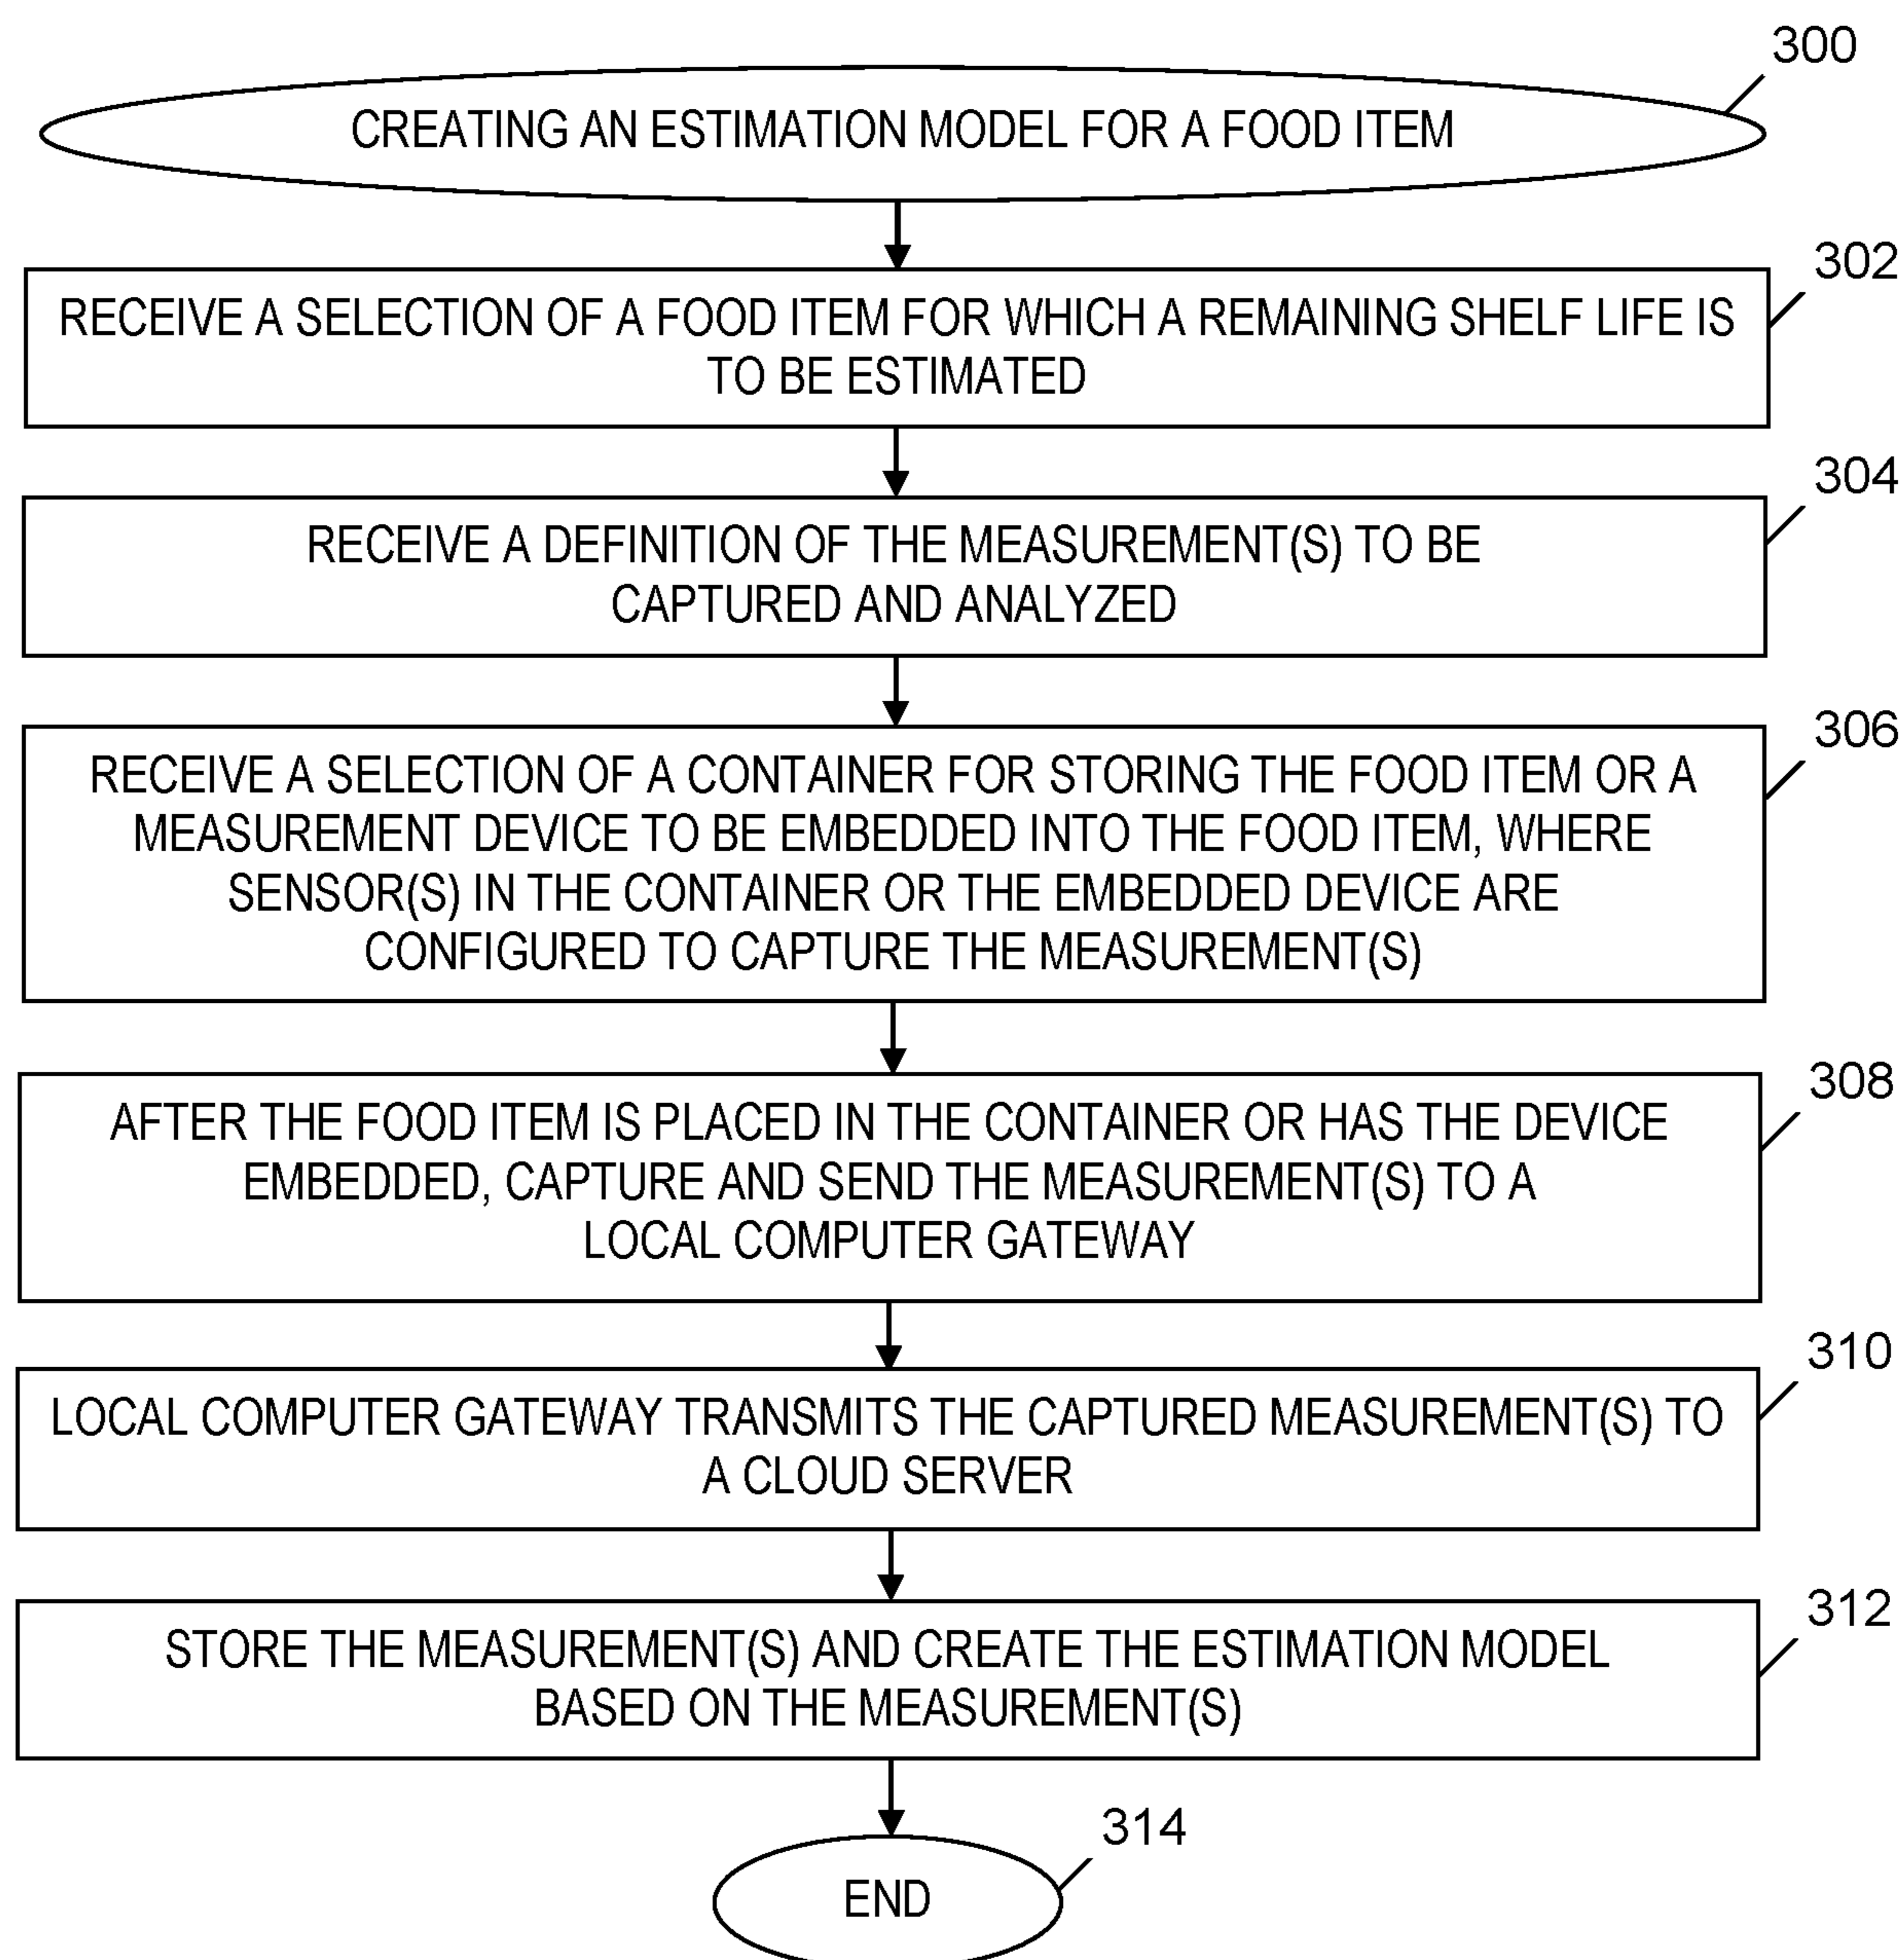 300
CREATING AN ESTIMATION MODEL FOR A FOOD ITEM
302
RECEIVE A SELECTION OF A FOOD ITEM FOR WHICH A REMAINING SHELF LIFE IS
TO BE ESTIMATED
304
RECEIVE A DEFINITION OF THE MEASUREMENT(S) TO BE
CAPTURED AND ANALYZED
306
RECEIVE A SELECTION OF A CONTAINER FOR STORING THE FOOD ITEM OR A
MEASUREMENT DEVICE TO BE EMBEDDED INTO THE FOOD ITEM, WHERE
SENSOR(S) IN THE CONTAINER OR THE EMBEDDED DEVICE ARE
CONFIGURED TO CAPTURE THE MEASUREMENT(S)
308
AFTER THE FOOD ITEM IS PLACED IN THE CONTAINER OR HAS THE DEVICE
EMBEDDED, CAPTURE AND SEND THE MEASUREMENT(S) TO A
LOCAL COMPUTER GATEWAY
310
LOCAL COMPUTER GATEWAY TRANSMITS THE CAPTURED MEASUREMENT(S) TO
A CLOUD SERVER
312
STORE THE MEASUREMENT(S) AND CREATE THE ESTIMATION MODEL
BASED ON THE MEASUREMENT(S)
314
END